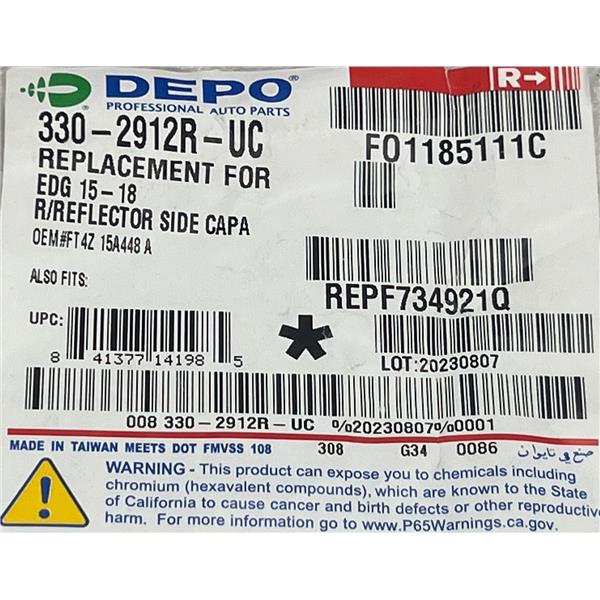 DEPO®
PROFESSIONAL AUTO PARTS
R→
330-2912R-UC
REPLACEMENT FOR
EDG 15-18
R/REFLECTOR SIDE CAPA
OEM#FT4Z 15A448 A
FO1185111C
ALSO FITS:
REPF734921Q
UPC:
8 41377 14198 5
*
LOT:20230807
008 330-2912R-UC %20230807%0001
MADE IN TAIWAN MEETS DOT FMVSS 108 308 G34 0086 صنع في تايوان
WARNING - This product can expose you to chemicals including
chromium (hexavalent compounds), which are known to the State
of California to cause cancer and birth defects or other reproductive
harm. For more information go to www.P65Warnings.ca.gov.